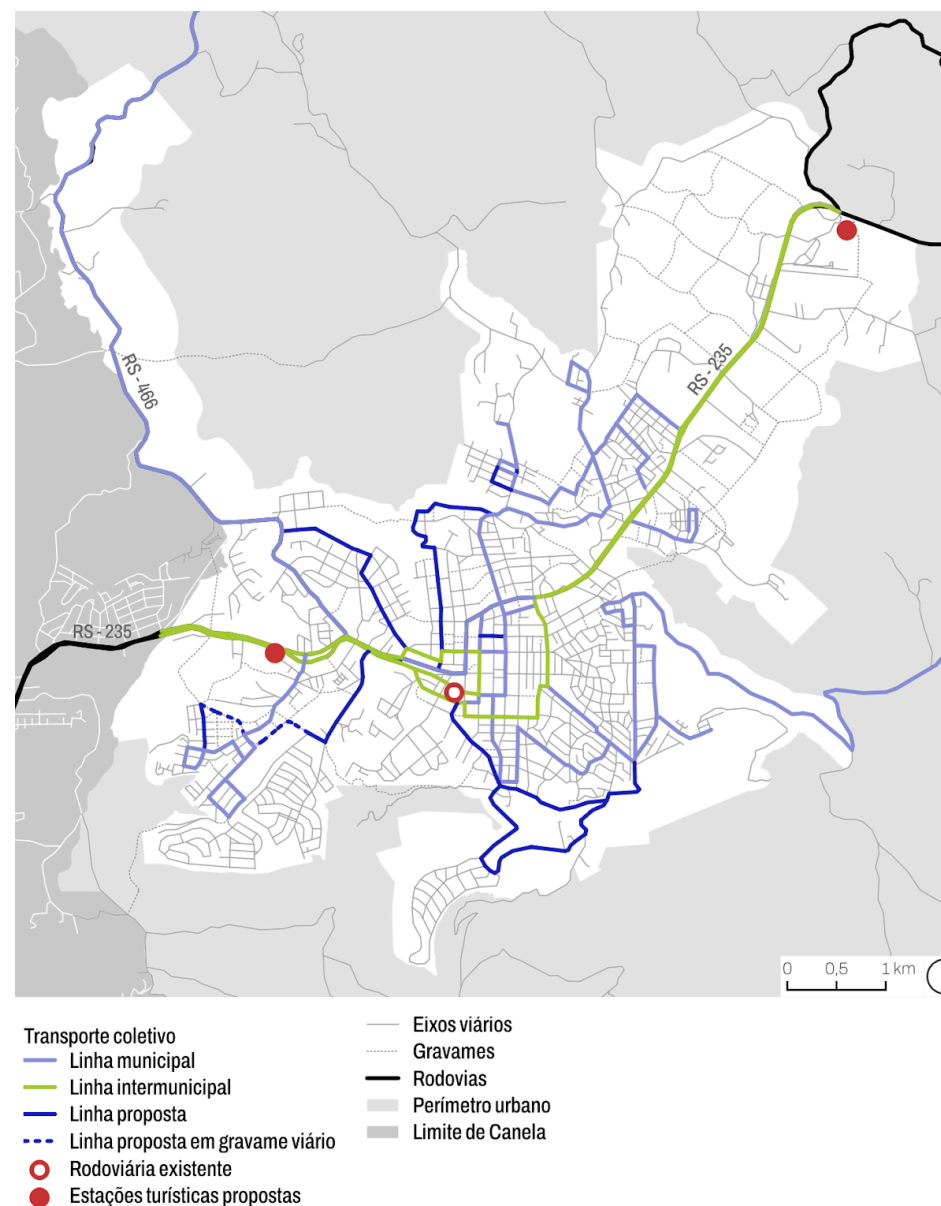 RS - 466
RS - 235
RS - 235
0 0,5 1 km
Transporte coletivo
Linha municipal
Linha intermunicipal
Linha proposta
Linha proposta em gravame viário
Rodoviária existente
Estações turísticas propostas
Eixos viários
Gravames
Rodovias
Perímetro urbano
Limite de Canela